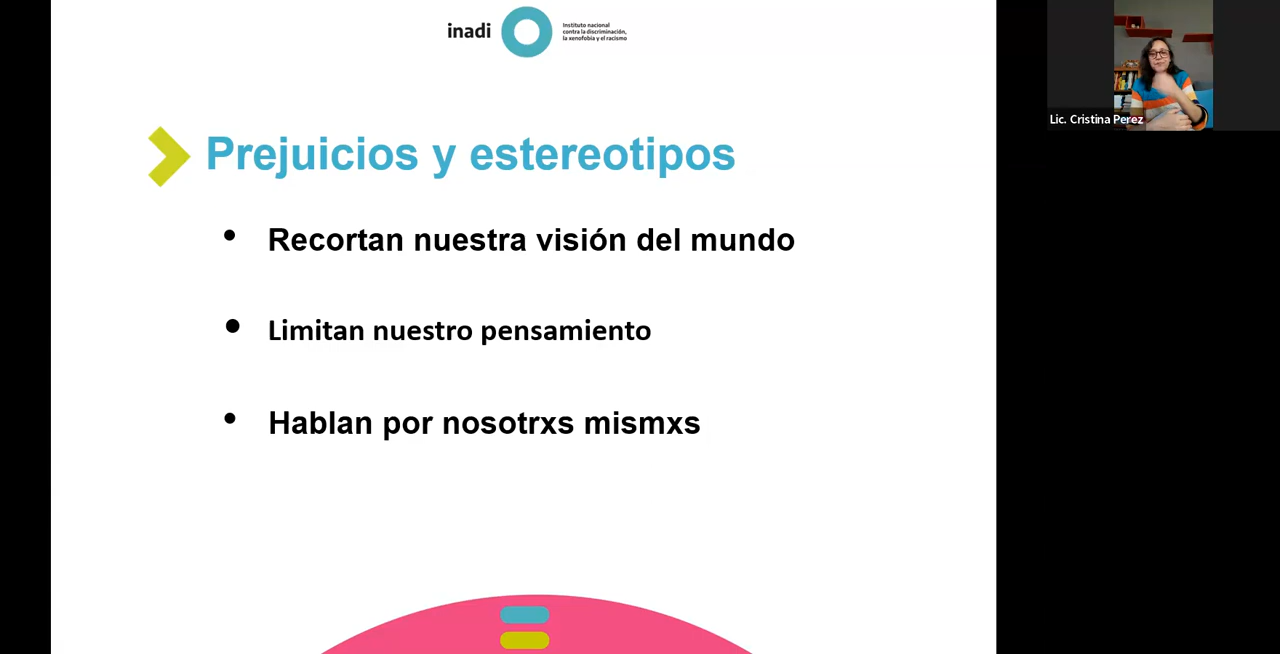 inadi
Instituto nacional
contra la discriminación,
la xenofobia y el racismo
Prejuicios y estereotipos
• Recortan nuestra visión del mundo
• Limitan nuestro pensamiento
• Hablan por nosotrxs mismxs
Lic. Cristina Perez